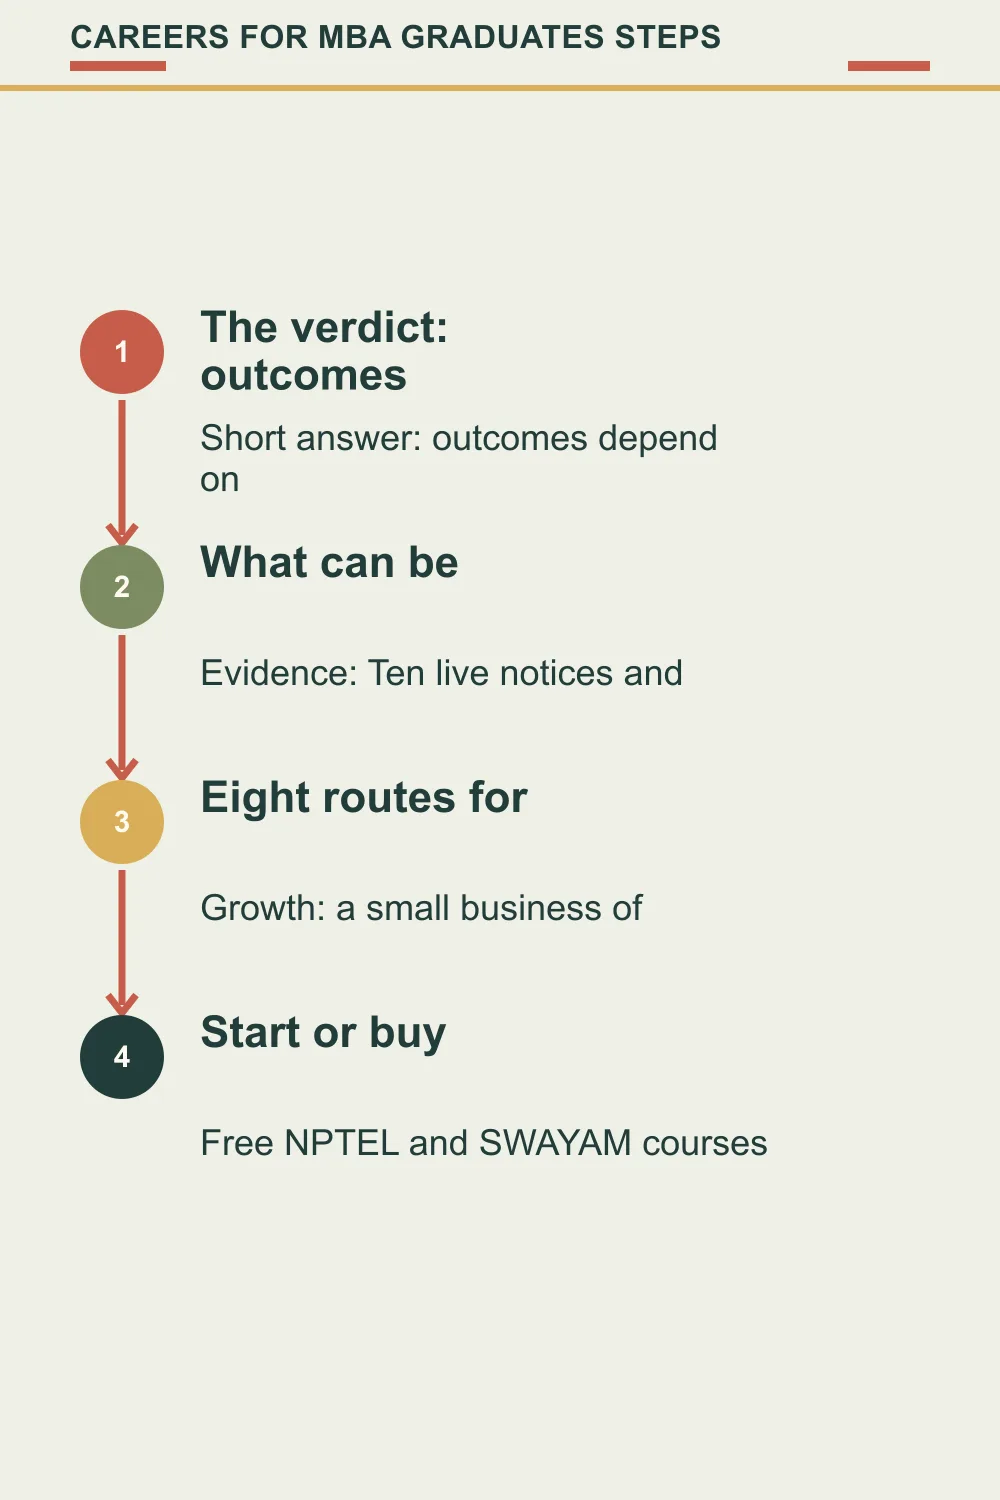 CAREERS FOR MBA GRADUATES STEPS
1
The verdict:
outcomes
Short answer: outcomes depend
on
2
What can be
Evidence: Ten live notices and
3
Eight routes for
Growth: a small business of
4
Start or buy
Free NPTEL and SWAYAM courses